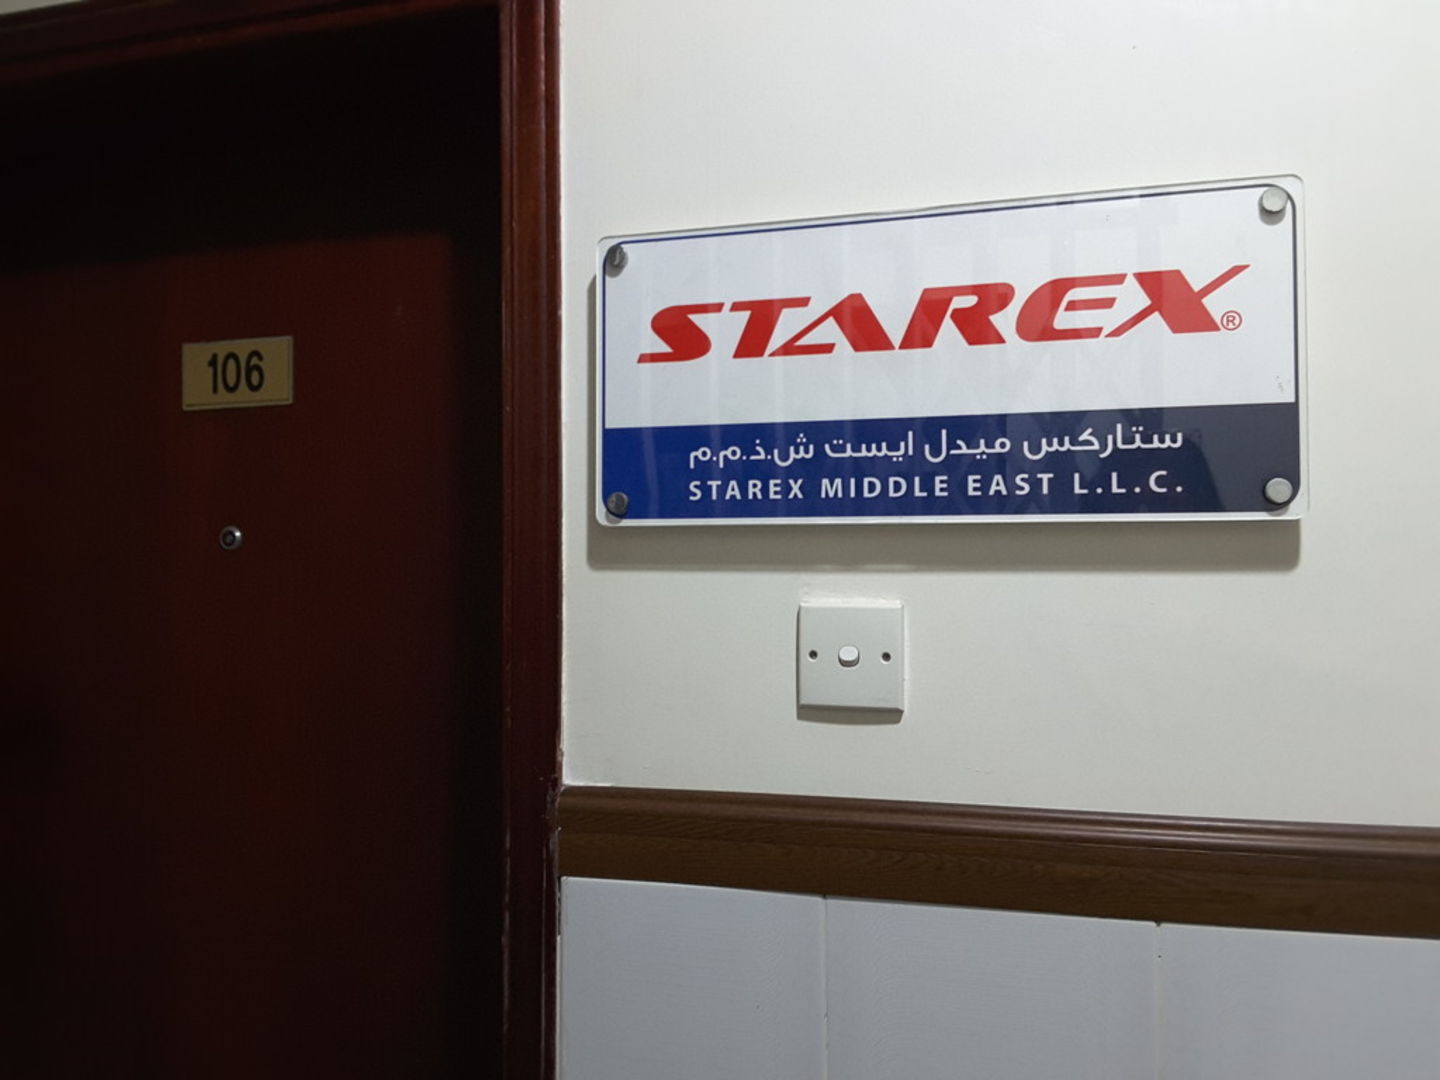 106
STAREX®
ستاركس ميدل ايست ش.ذ.م.م
STAREX MIDDLE EAST L.L.C.